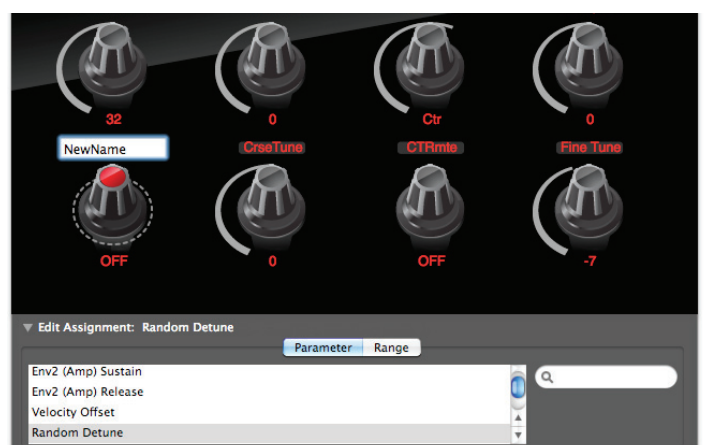 32 0 Ctr 0
NewName CrseTune CTRmte Fine Tune
OFF 0 OFF -7
Edit Assignment: Random Detune
Parameter Range
Env2 (Amp) Sustain
Env2 (Amp) Release
Velocity Offset
Random Detune